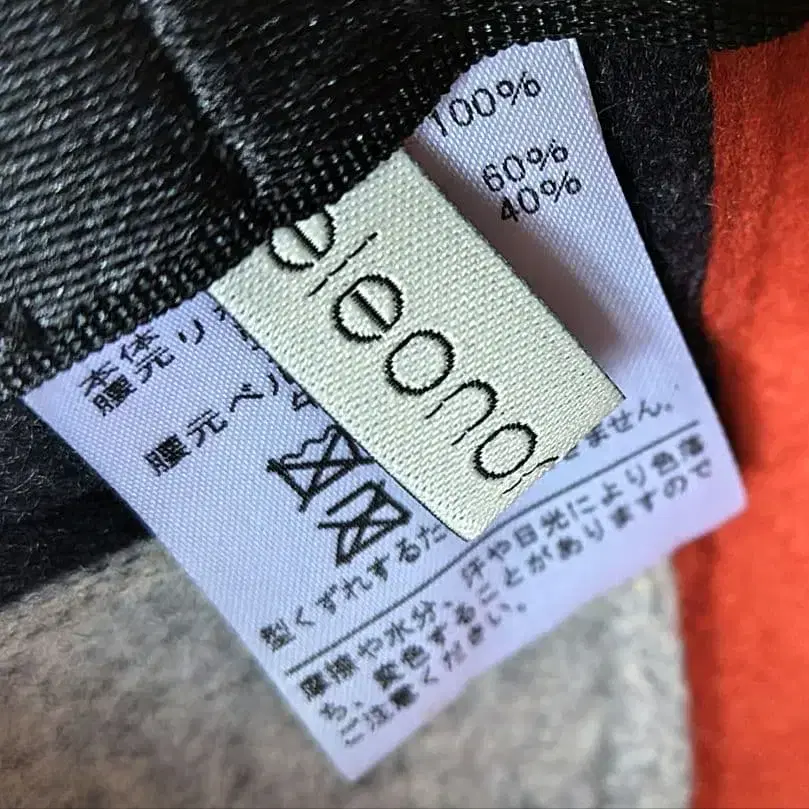 100%
60%
40%
eleono
本体
腰元リ
腰元ベル
ません。
型くずれするた
摩擦や水分、汗や日光により色落
ち、変色することがありますので
ご注意ください。